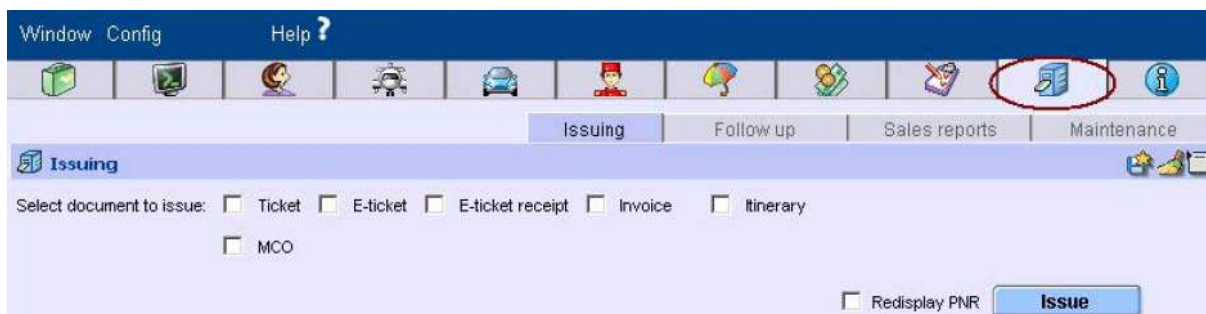 Window Config Help ?
Issuing Follow up Sales reports Maintenance
Issuing
Select document to issue: Ticket E-ticket E-ticket receipt Invoice Itinerary
MCO
Redisplay PNR Issue